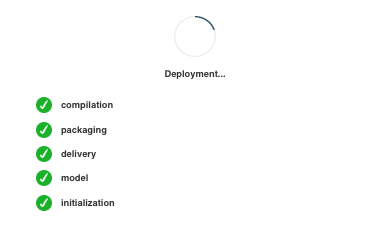 Deployment...
compilation
packaging
delivery
model
initialization